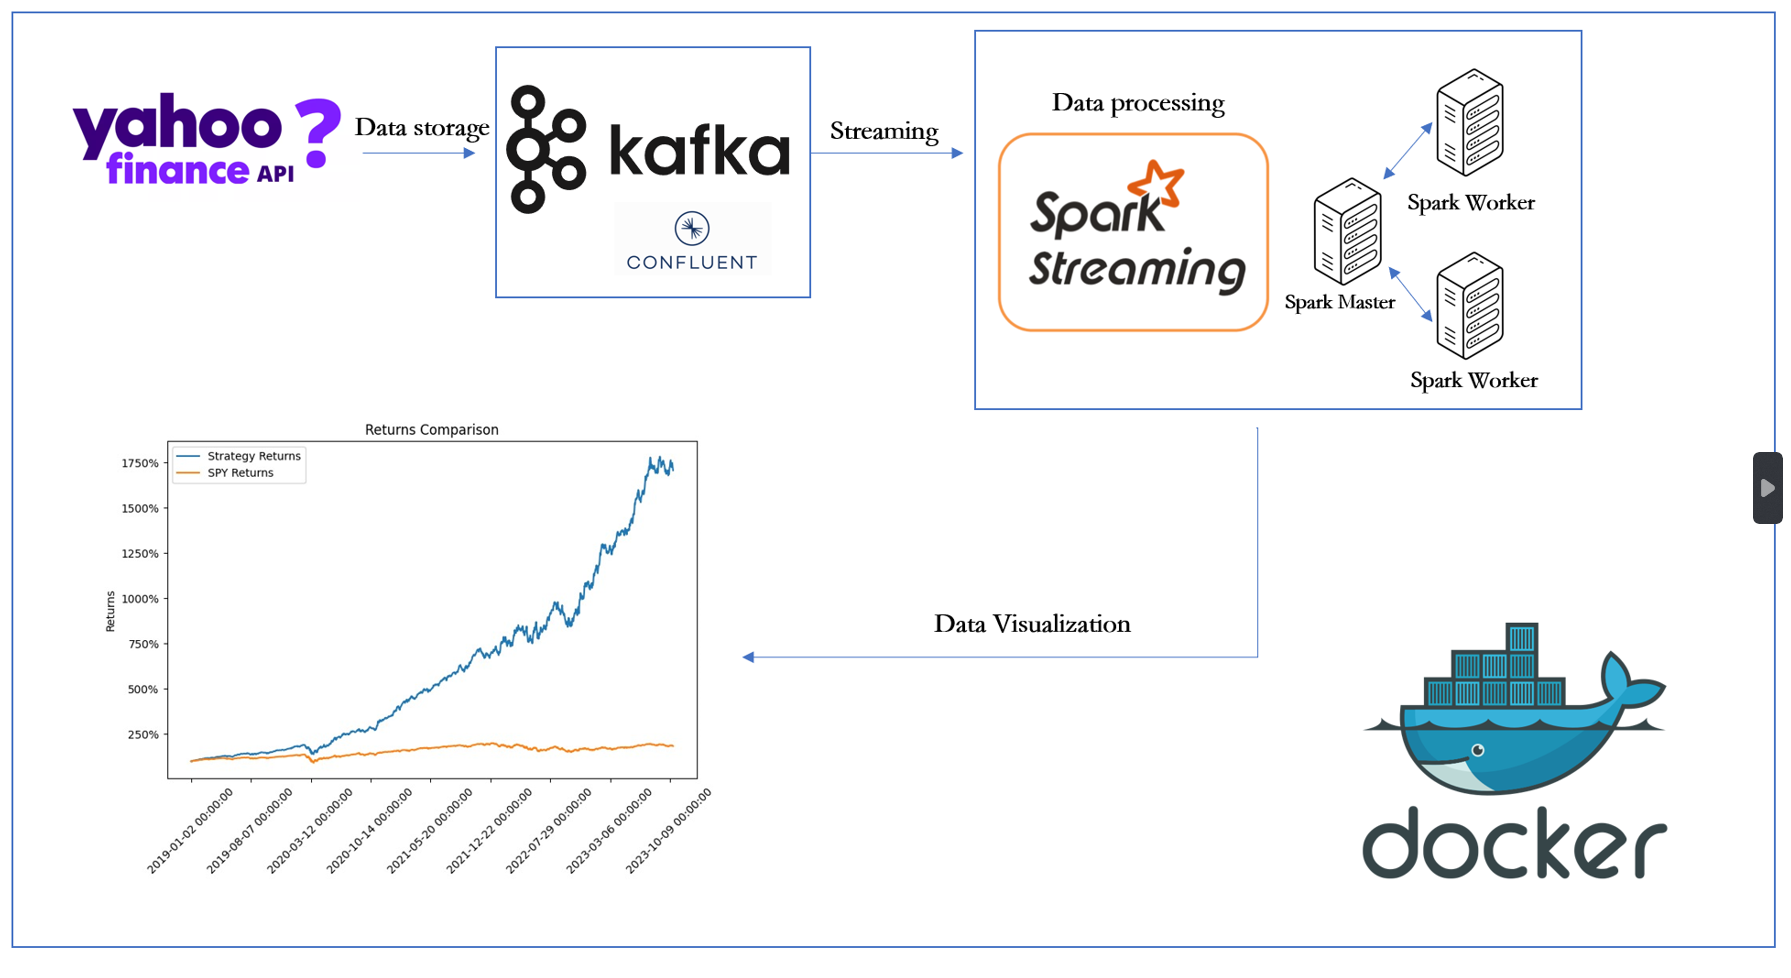 yahoo ?
finance API
Data storage
kafka
CONFLUENT
Streaming
Data processing
Spark
Streaming
Spark Master
Spark Worker
Spark Worker
Returns Comparison
Strategy Returns
SPY Returns
1750%
1500%
1250%
1000%
750%
500%
250%
Returns
2019-01-02 00:00:00
2019-08-07 00:00:00
2020-03-12 00:00:00
2020-10-14 00:00:00
2021-05-20 00:00:00
2021-12-22 00:00:00
2022-07-29 00:00:00
2023-03-06 00:00:00
2023-10-09 00:00:00
Data Visualization
docker